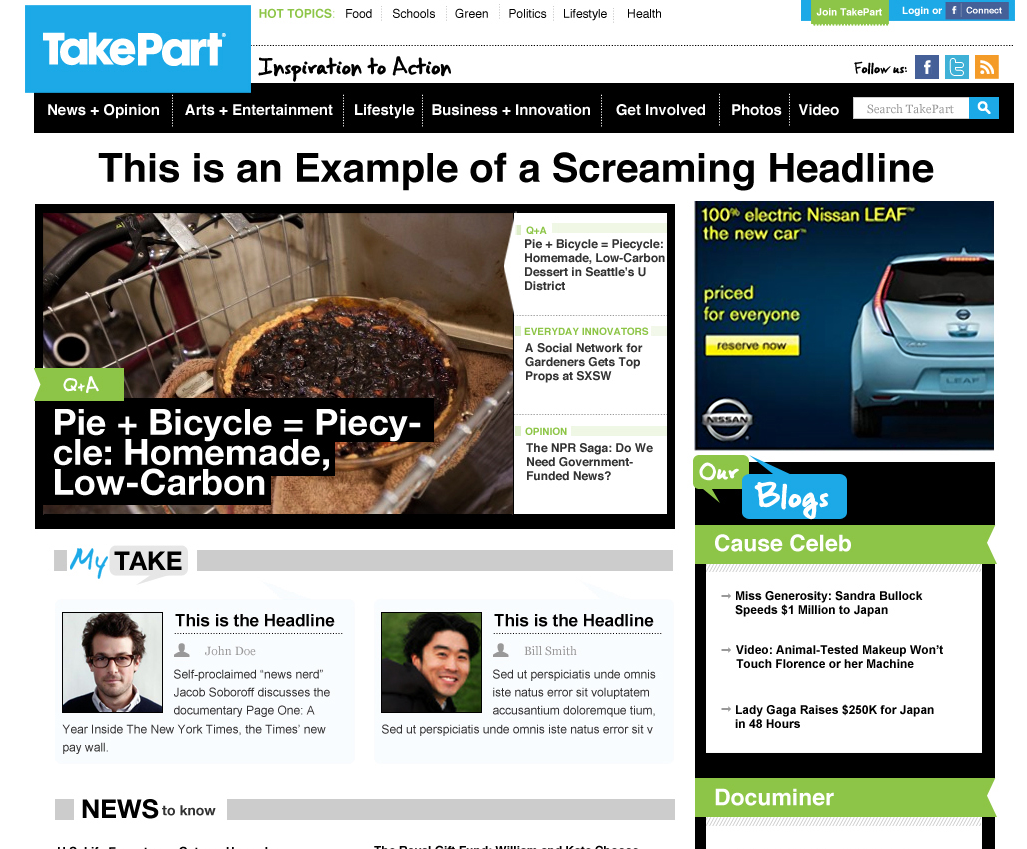 HOT TOPICS: Food Schools Green Politics Lifestyle Health
Join TakePart Login or f Connect
TakePart
Inspiration to Action
Follow us:
News + Opinion Arts + Entertainment Lifestyle Business + Innovation Get Involved Photos Video Search TakePart
This is an Example of a Screaming Headline
Q+A
Pie + Bicycle = Piecy-
cle: Homemade,
Low-Carbon
Q+A
Pie + Bicycle = Piecycle:
Homemade, Low-Carbon
Dessert in Seattle's U
District
EVERYDAY INNOVATORS
A Social Network for
Gardeners Gets Top
Props at SXSW
OPINION
The NPR Saga: Do We
Need Government-
Funded News?
100% electric Nissan LEAF™
the new car™
priced
for everyone
reserve now
LEAF
NISSAN
Our
Blogs
Cause Celeb
Miss Generosity: Sandra Bullock
Speeds $1 Million to Japan
Video: Animal-Tested Makeup Won't
Touch Florence or her Machine
Lady Gaga Raises $250K for Japan
in 48 Hours
Documiner
My TAKE
This is the Headline
John Doe
Self-proclaimed “news nerd”
Jacob Soboroff discusses the
documentary Page One: A
Year Inside The New York Times, the Times’ new
pay wall.
This is the Headline
Bill Smith
Sed ut perspiciatis unde omnis
iste natus error sit voluptatem
accusantium doloremque tium,
Sed ut perspiciatis unde omnis iste natus error sit v
NEWS to know